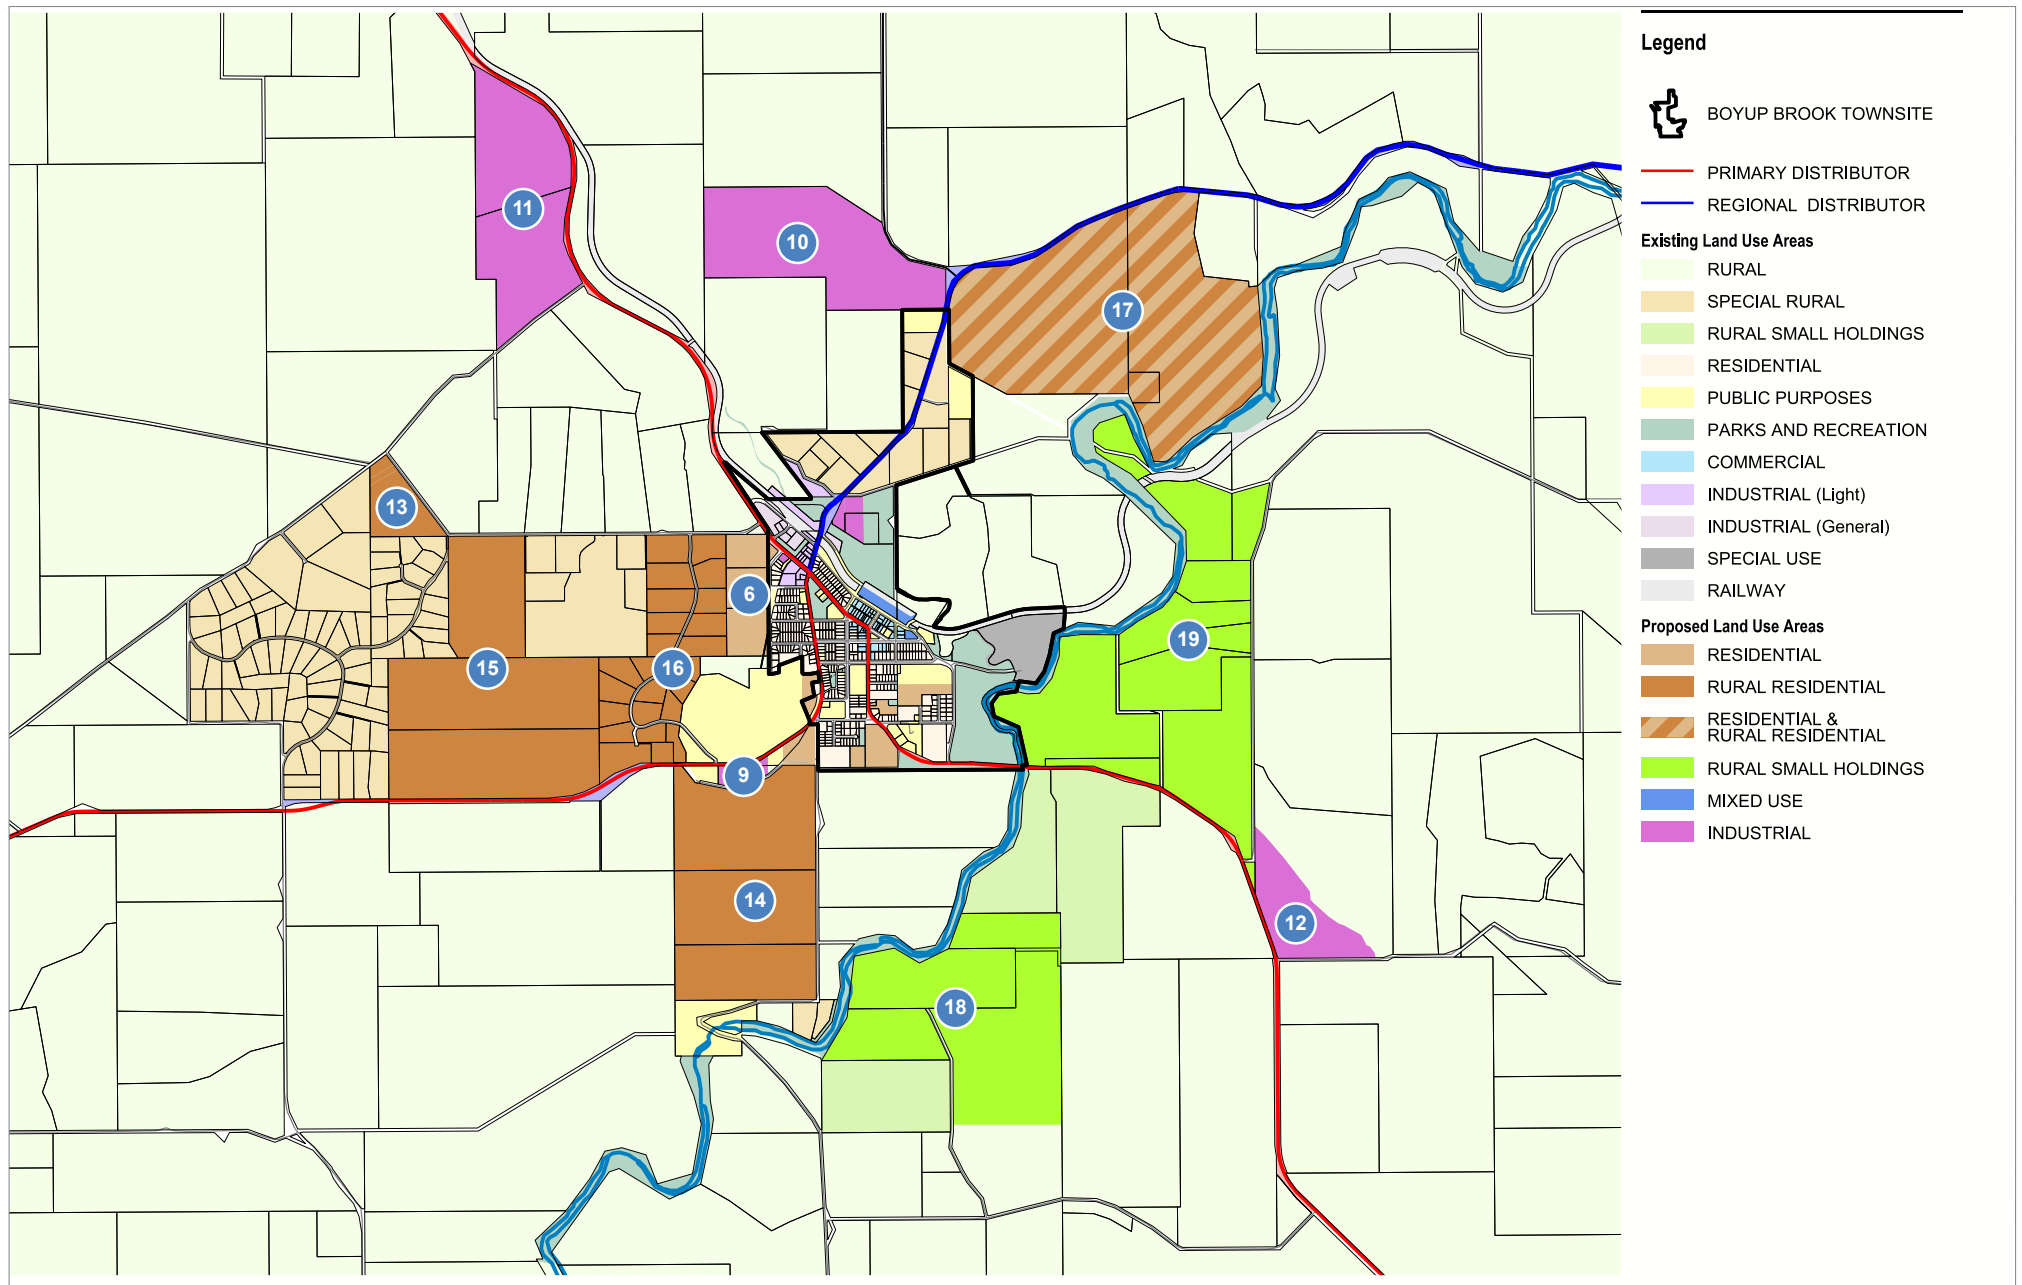 Legend
BOYUP BROOK TOWNSITE
PRIMARY DISTRIBUTOR
REGIONAL DISTRIBUTOR
Existing Land Use Areas
RURAL
SPECIAL RURAL
RURAL SMALL HOLDINGS
RESIDENTIAL
PUBLIC PURPOSES
PARKS AND RECREATION
COMMERCIAL
INDUSTRIAL (Light)
INDUSTRIAL (General)
SPECIAL USE
RAILWAY
Proposed Land Use Areas
RESIDENTIAL
RURAL RESIDENTIAL
RESIDENTIAL &
RURAL RESIDENTIAL
RURAL SMALL HOLDINGS
MIXED USE
INDUSTRIAL
11
10
17
13
6
19
15
16
9
14
12
18